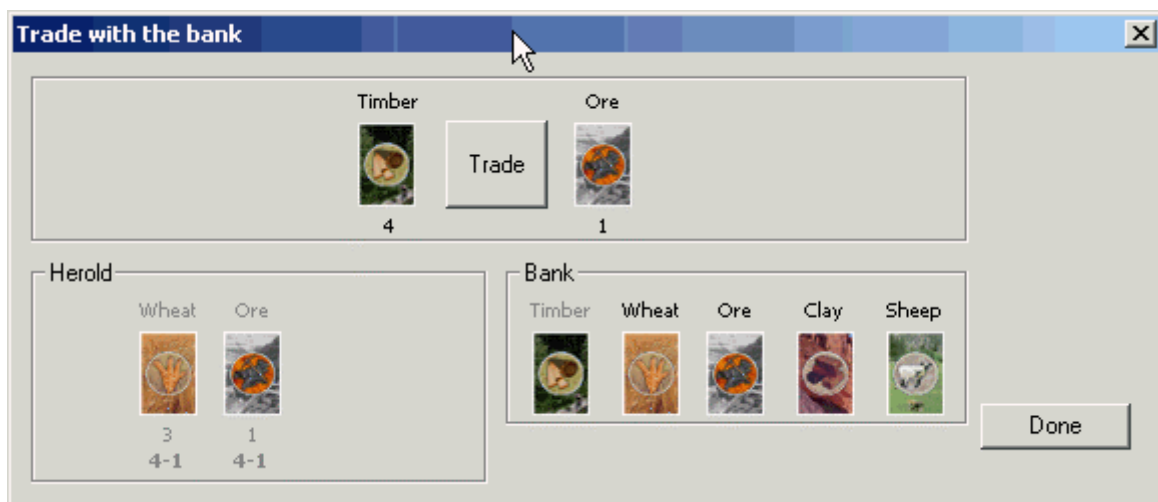 Trade with the bank
Timber Ore
Trade
4 1
Herold
Wheat Ore
3 1
4-1 4-1
Bank
Timber Wheat Ore Clay Sheep
Done